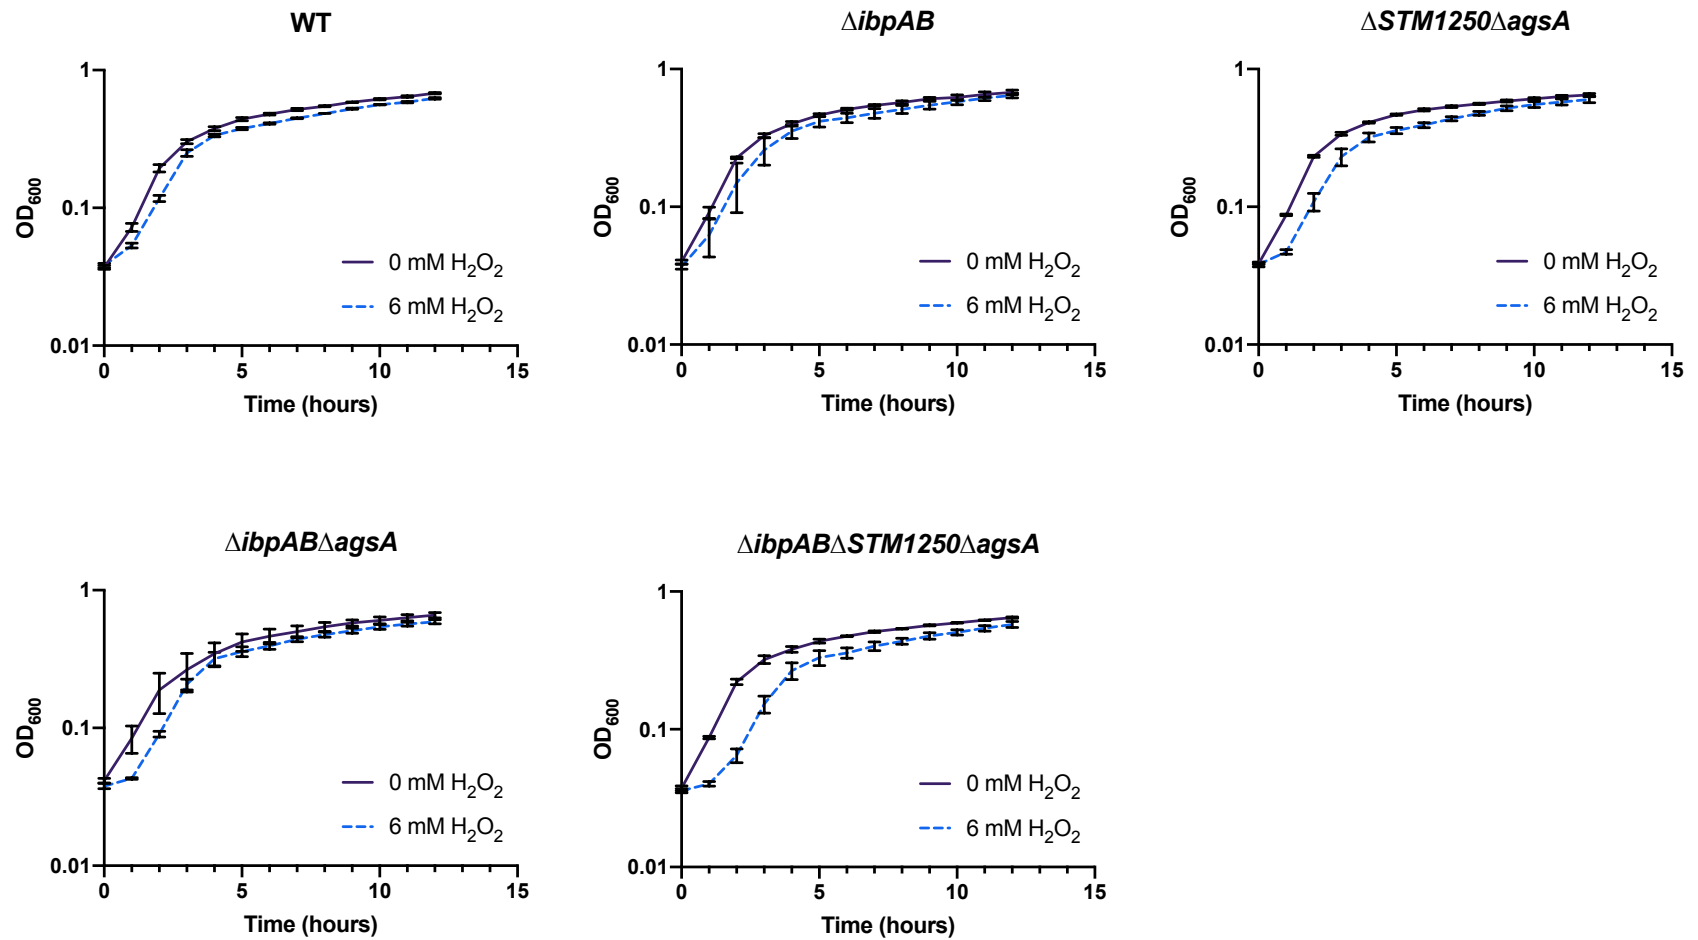 WT
1
0.1
0.01
OD600
0 5 10 15
Time (hours)
0 mM H2O2
6 mM H2O2
ΔibpAB
1
0.1
0.01
OD600
0 5 10 15
Time (hours)
0 mM H2O2
6 mM H2O2
ΔSTM1250ΔagsA
1
0.1
0.01
OD600
0 5 10 15
Time (hours)
0 mM H2O2
6 mM H2O2
ΔibpABΔagsA
1
0.1
0.01
OD600
0 5 10 15
Time (hours)
0 mM H2O2
6 mM H2O2
ΔibpABΔSTM1250ΔagsA
1
0.1
0.01
OD600
0 5 10 15
Time (hours)
0 mM H2O2
6 mM H2O2